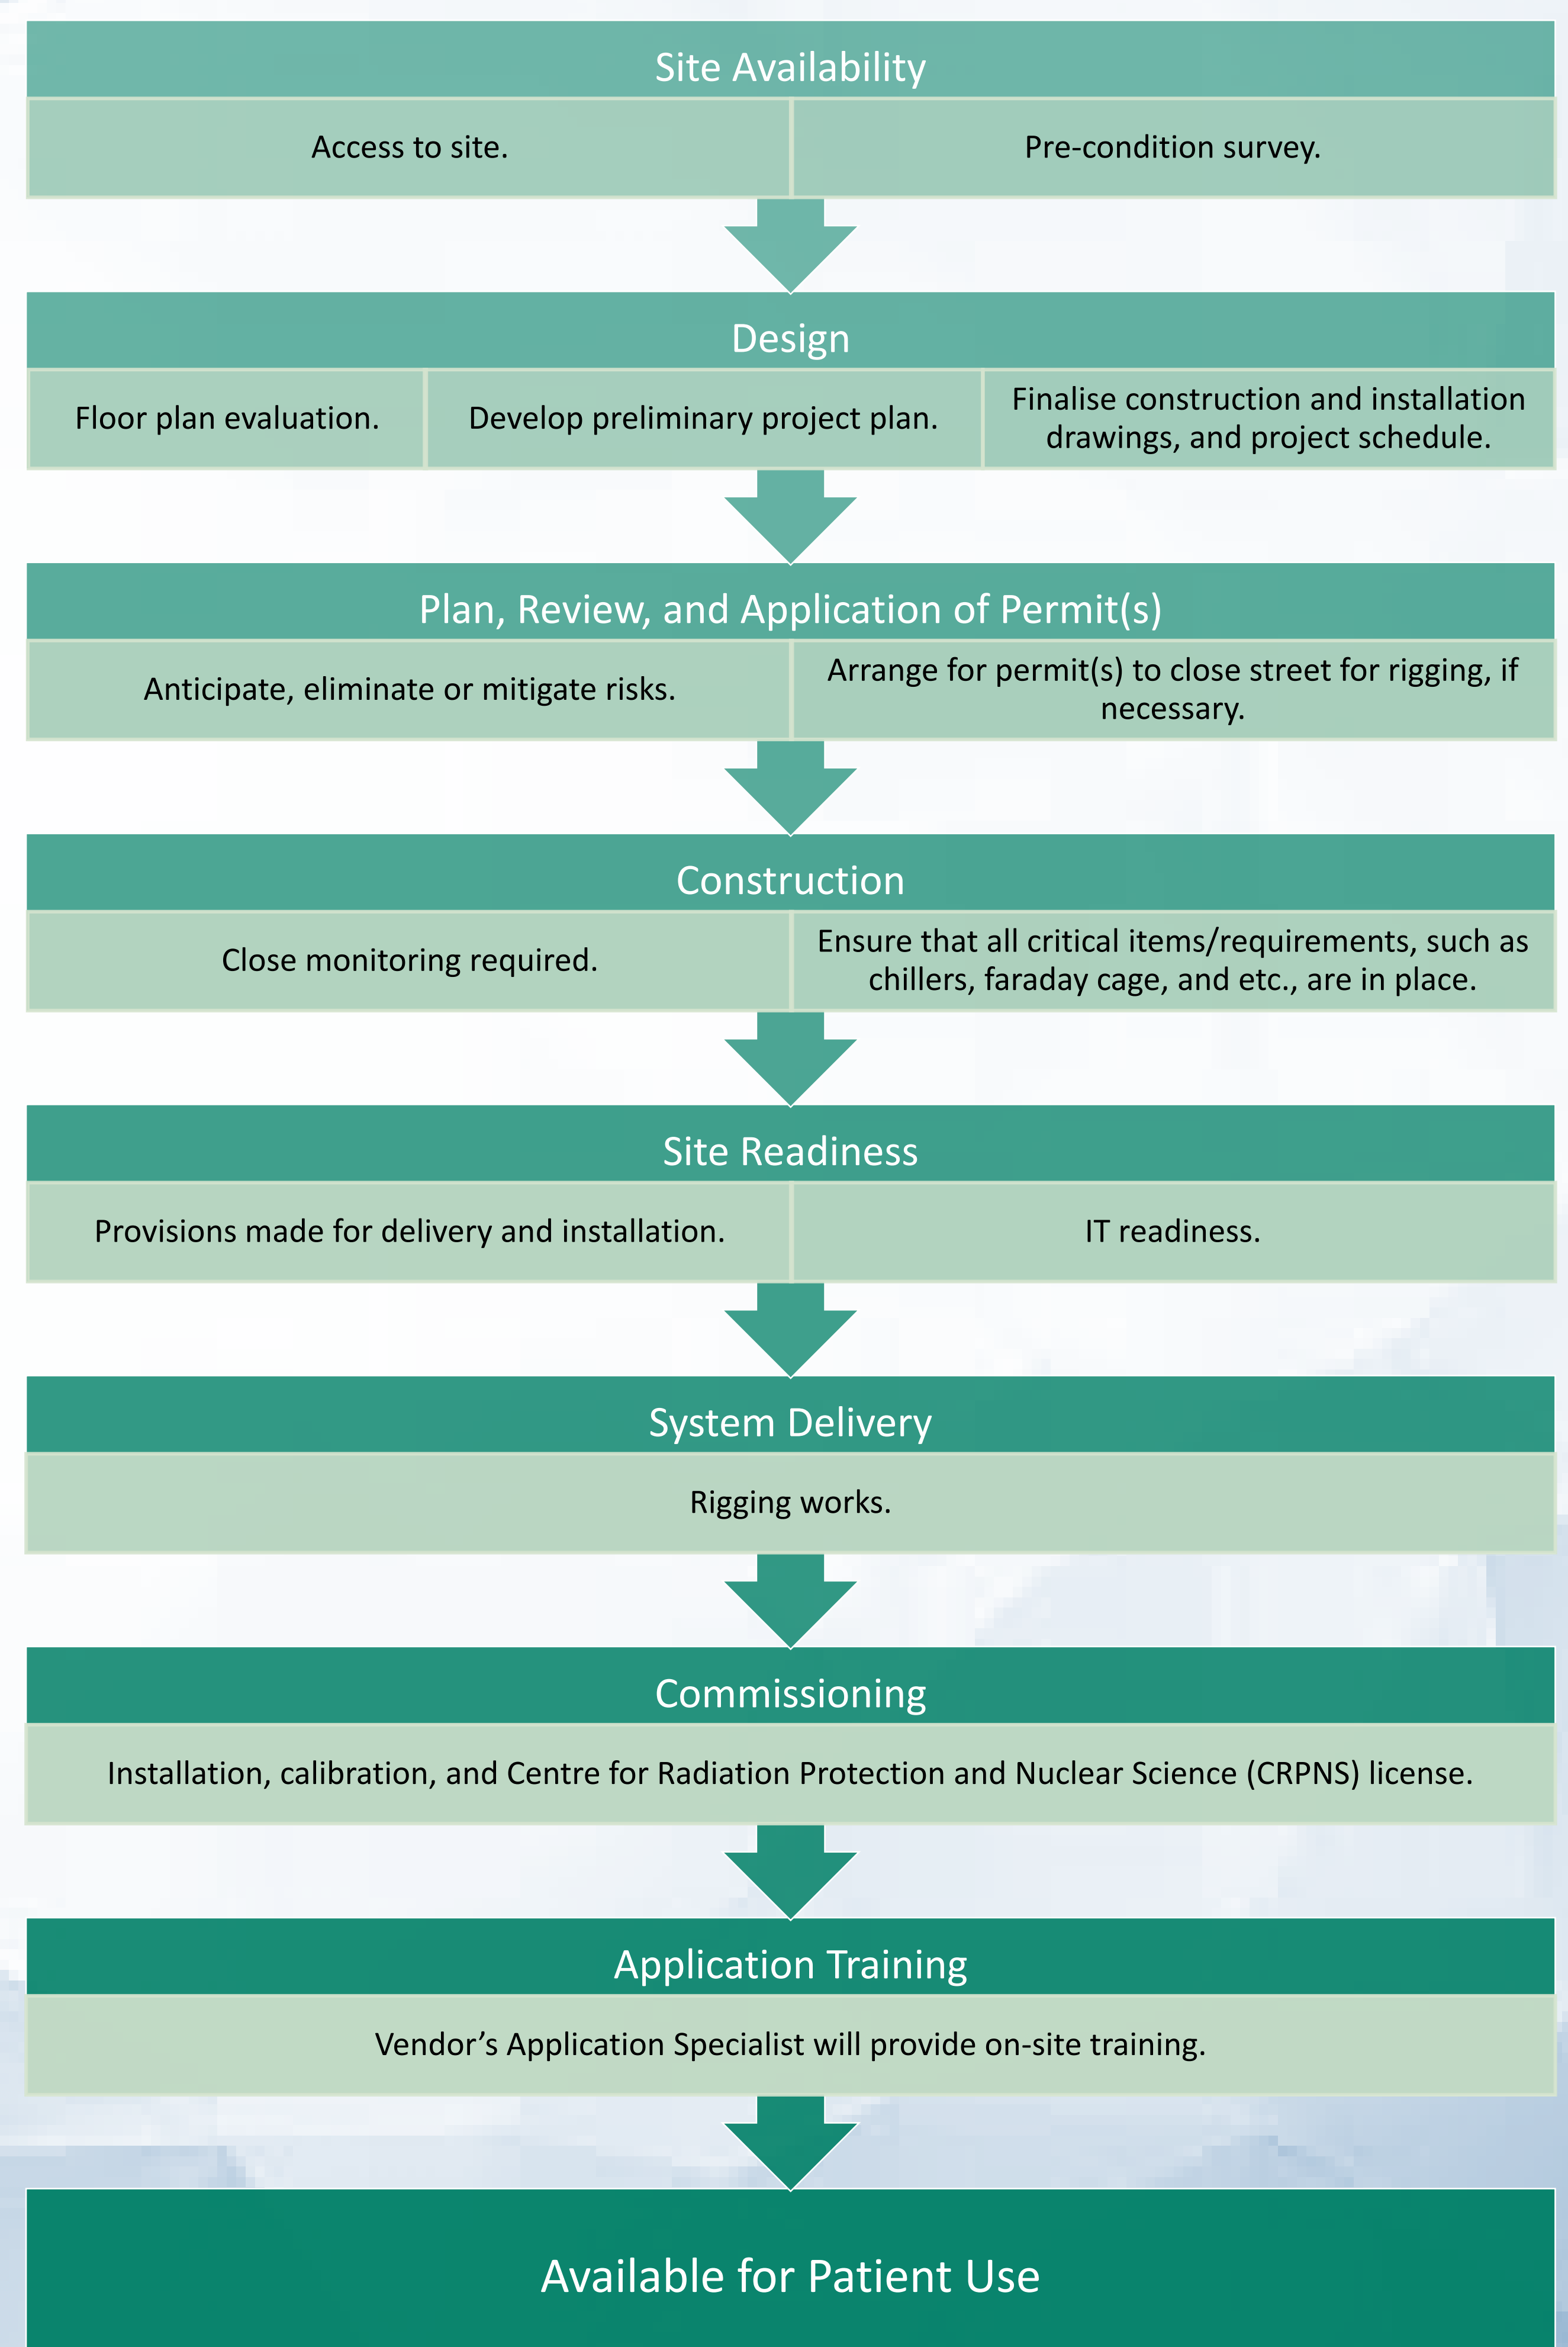 Site Availability
Access to site.
Pre-condition survey.
Design
Floor plan evaluation.
Develop preliminary project plan.
Finalise construction and installation
drawings, and project schedule.
Plan, Review, and Application of Permit(s)
Anticipate, eliminate or mitigate risks.
Arrange for permit(s) to close street for rigging, if
necessary.
Construction
Close monitoring required.
Ensure that all critical items/requirements, such as
chillers, faraday cage, and etc., are in place.
Site Readiness
Provisions made for delivery and installation.
IT readiness.
System Delivery
Rigging works.
Commissioning
Installation, calibration, and Centre for Radiation Protection and Nuclear Science (CRPNS) license.
Application Training
Vendor’s Application Specialist will provide on-site training.
Available for Patient Use